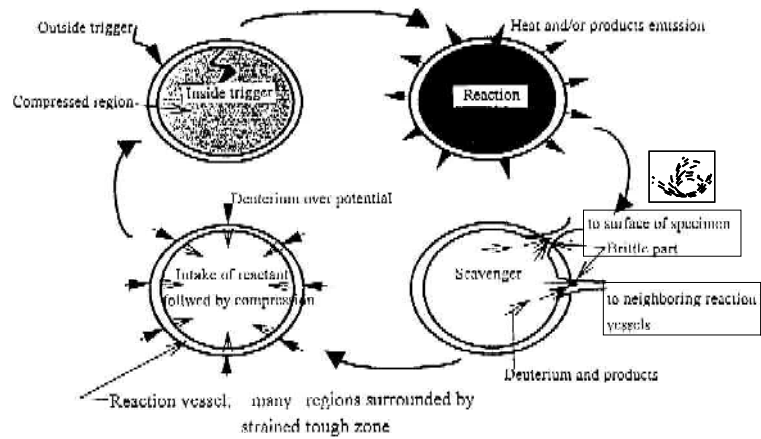 Outside trigger
Heat and/or products emission
Inside trigger
Compressed region
Reaction
Deuterium over potential
to surface of specimen
Brittle part
Intake of reactant
follwed by compression
Scavenger
to neighboring reaction
vessels
Deuterium and products
Reaction vessel; many regions surrounded by
strained tough zone